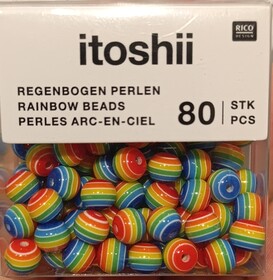 RICO
DESIGN
itoshii
REGENBOGEN PERLEN
RAINBOW BEADS
PERLES ARC-EN-CIEL
80 STK
PCS